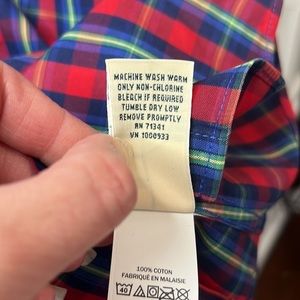 MACHINE WASH WARM
ONLY NON-CHLORINE
BLEACH IF REQUIRED
TUMBLE DRY LOW
REMOVE PROMPTLY
RN 71341
VN 1000933
100% COTON
FABRIQUÉ EN MALAISIE
40